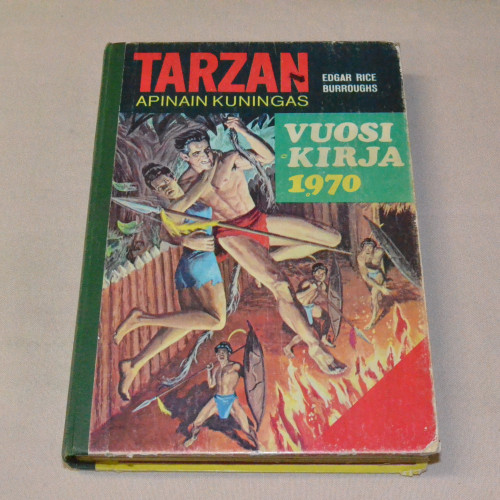 TARZAN
APINAIN KUNINGAS
EDGAR RICE
BURROUGHS
VUOSI
-KIRJA
1970